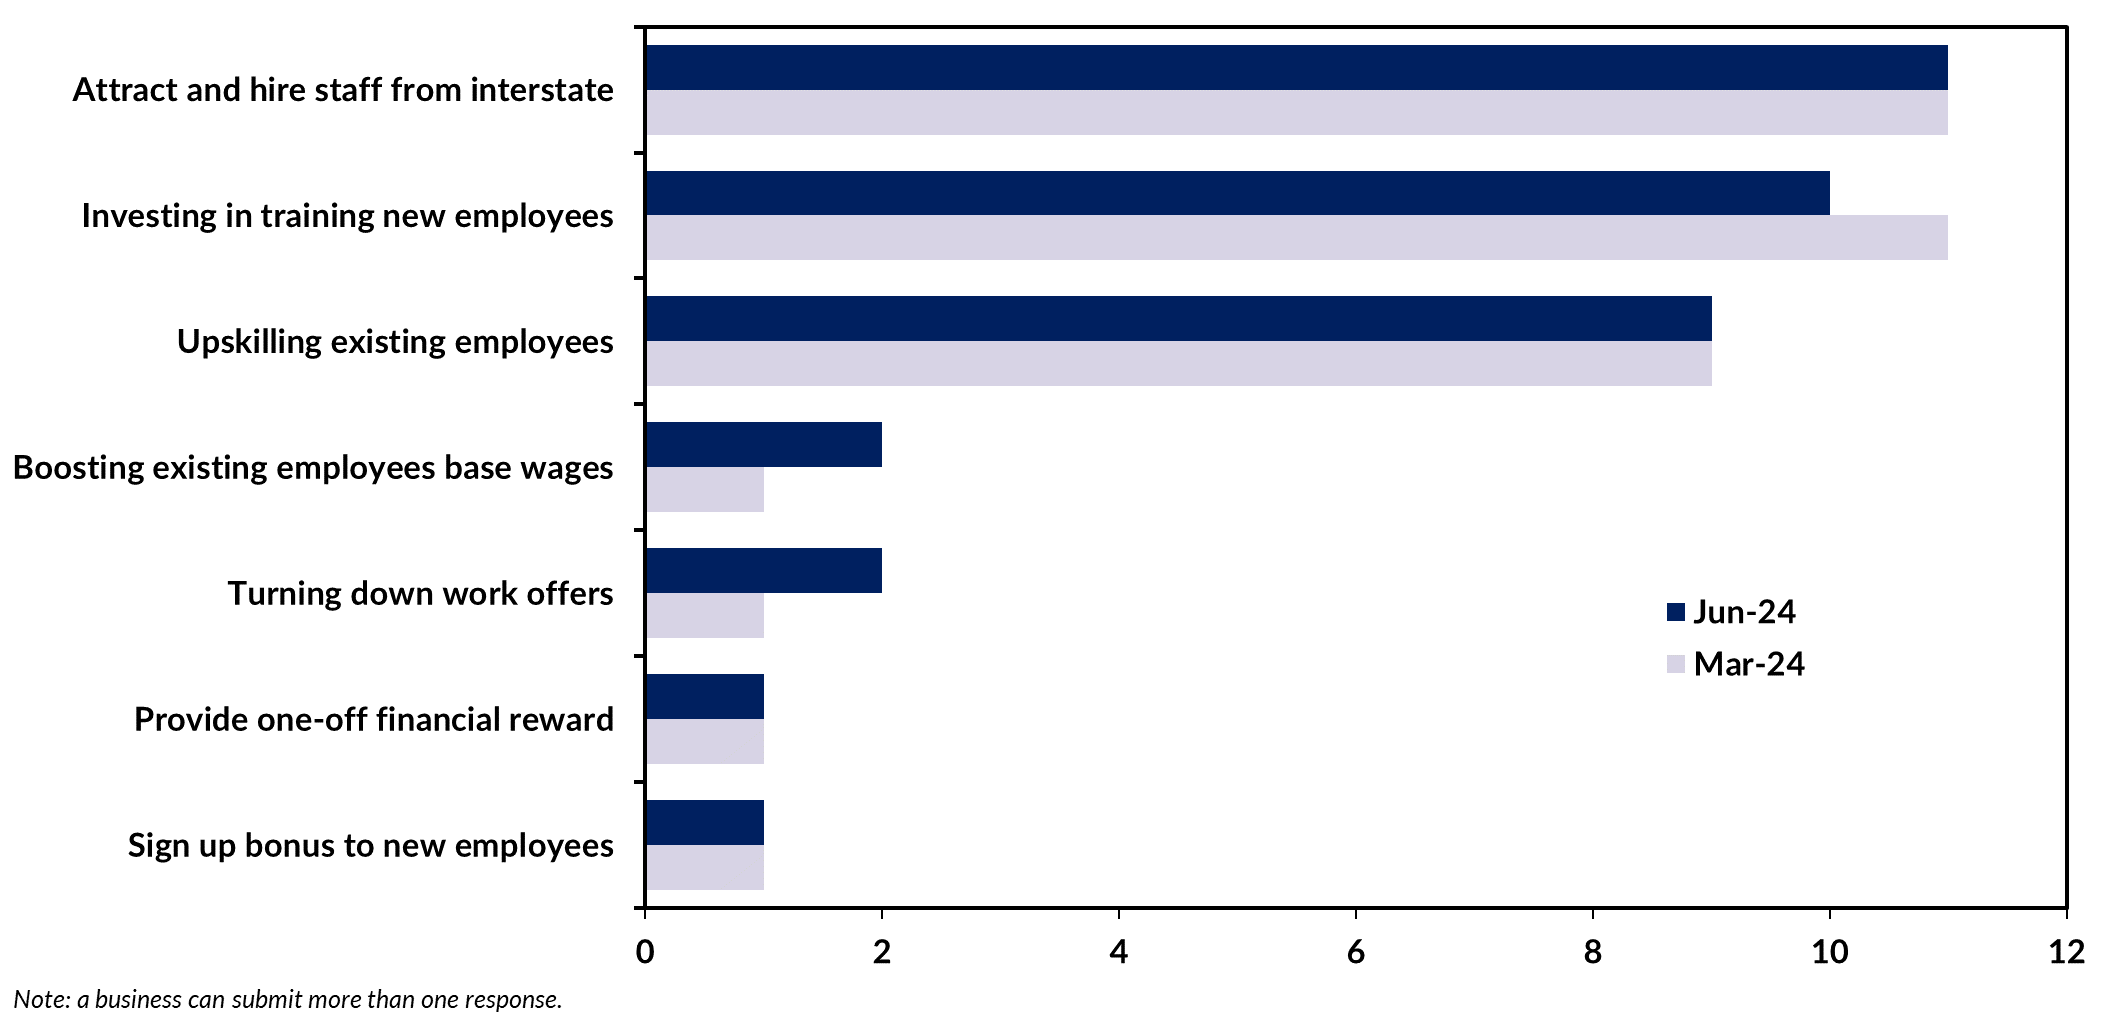 Attract and hire staff from interstate
Investing in training new employees
Upskilling existing employees
Boosting existing employees base wages
Turning down work offers
Jun-24
Mar-24
Provide one-off financial reward
Sign up bonus to new employees
0 2 4 6 8 10 12
Note: a business can submit more than one response.